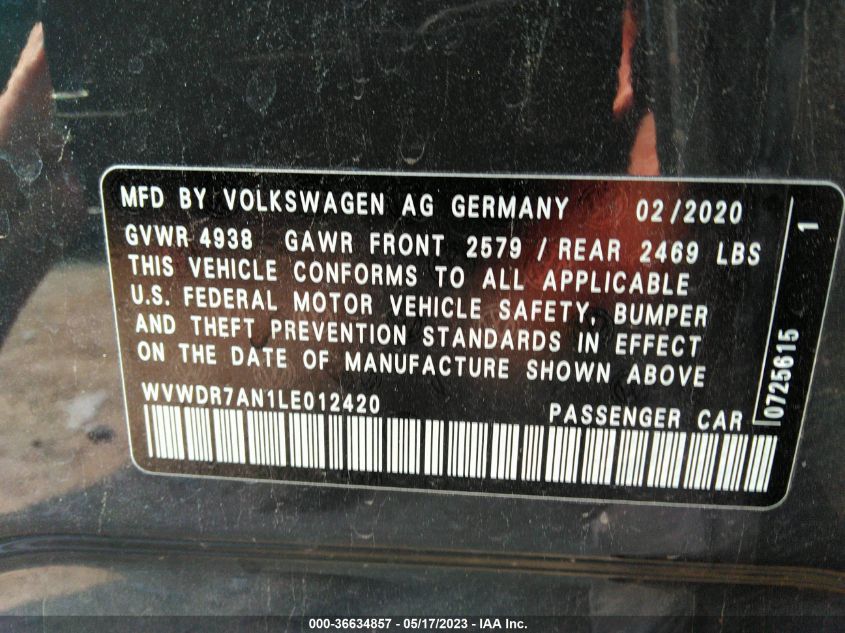 MFD BY VOLKSWAGEN AG GERMANY 02/2020
GVWR 4938 GAWR FRONT 2579 / REAR 2469 LBS
THIS VEHICLE CONFORMS TO ALL APPLICABLE
U.S. FEDERAL MOTOR VEHICLE SAFETY, BUMPER
AND THEFT PREVENTION STANDARDS IN EFFECT
ON THE DATE OF MANUFACTURE SHOWN ABOVE
WVWDR7AN1LE012420 PASSENGER CAR
0725615 1
000-36634857 - 05/17/2023 - IAA Inc.